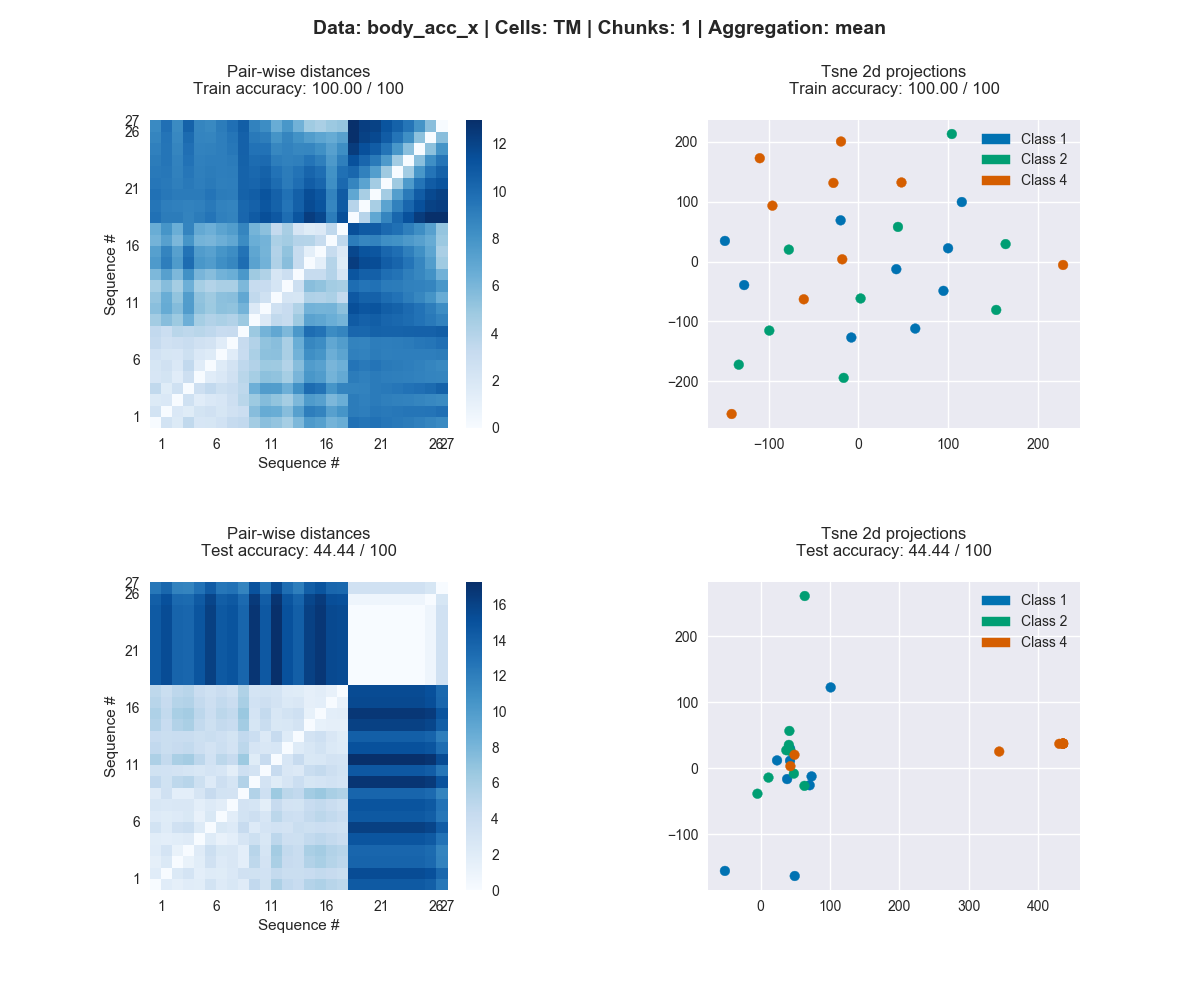 Data: body_acc_x | Cells: TM | Chunks: 1 | Aggregation: mean
Pair-wise distances
Train accuracy: 100.00 / 100
27
26
21
16
11
6
1
Sequence #
1 6 11 16 21 26 27
Sequence #
12
10
8
6
4
2
0
Tsne 2d projections
Train accuracy: 100.00 / 100
200
100
0
−100
−200
−100 0 100 200
Class 1
Class 2
Class 4
Pair-wise distances
Test accuracy: 44.44 / 100
27
26
21
16
11
6
1
Sequence #
1 6 11 16 21 26 27
Sequence #
16
14
12
10
8
6
4
2
0
Tsne 2d projections
Test accuracy: 44.44 / 100
200
100
0
−100
0 100 200 300 400
Class 1
Class 2
Class 4